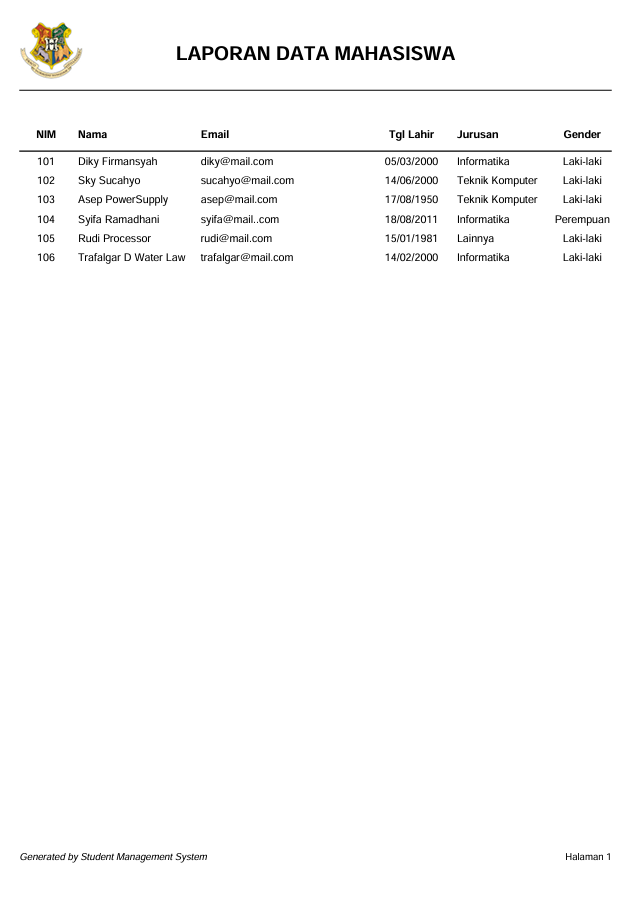 LAPORAN DATA MAHASISWA
NIM Nama Email Tgl Lahir Jurusan Gender
101 Diky Firmansyah diky@mail.com 05/03/2000 Informatika Laki-laki
102 Sky Sucahyo sucahyo@mail.com 14/06/2000 Teknik Komputer Laki-laki
103 Asep PowerSupply asep@mail.com 17/08/1950 Teknik Komputer Laki-laki
104 Syifa Ramadhani syifa@mail..com 18/08/2011 Informatika Perempuan
105 Rudi Processor rudi@mail.com 15/01/1981 Lainnya Laki-laki
106 Trafalgar D Water Law trafalgar@mail.com 14/02/2000 Informatika Laki-laki
Generated by Student Management System Halaman 1